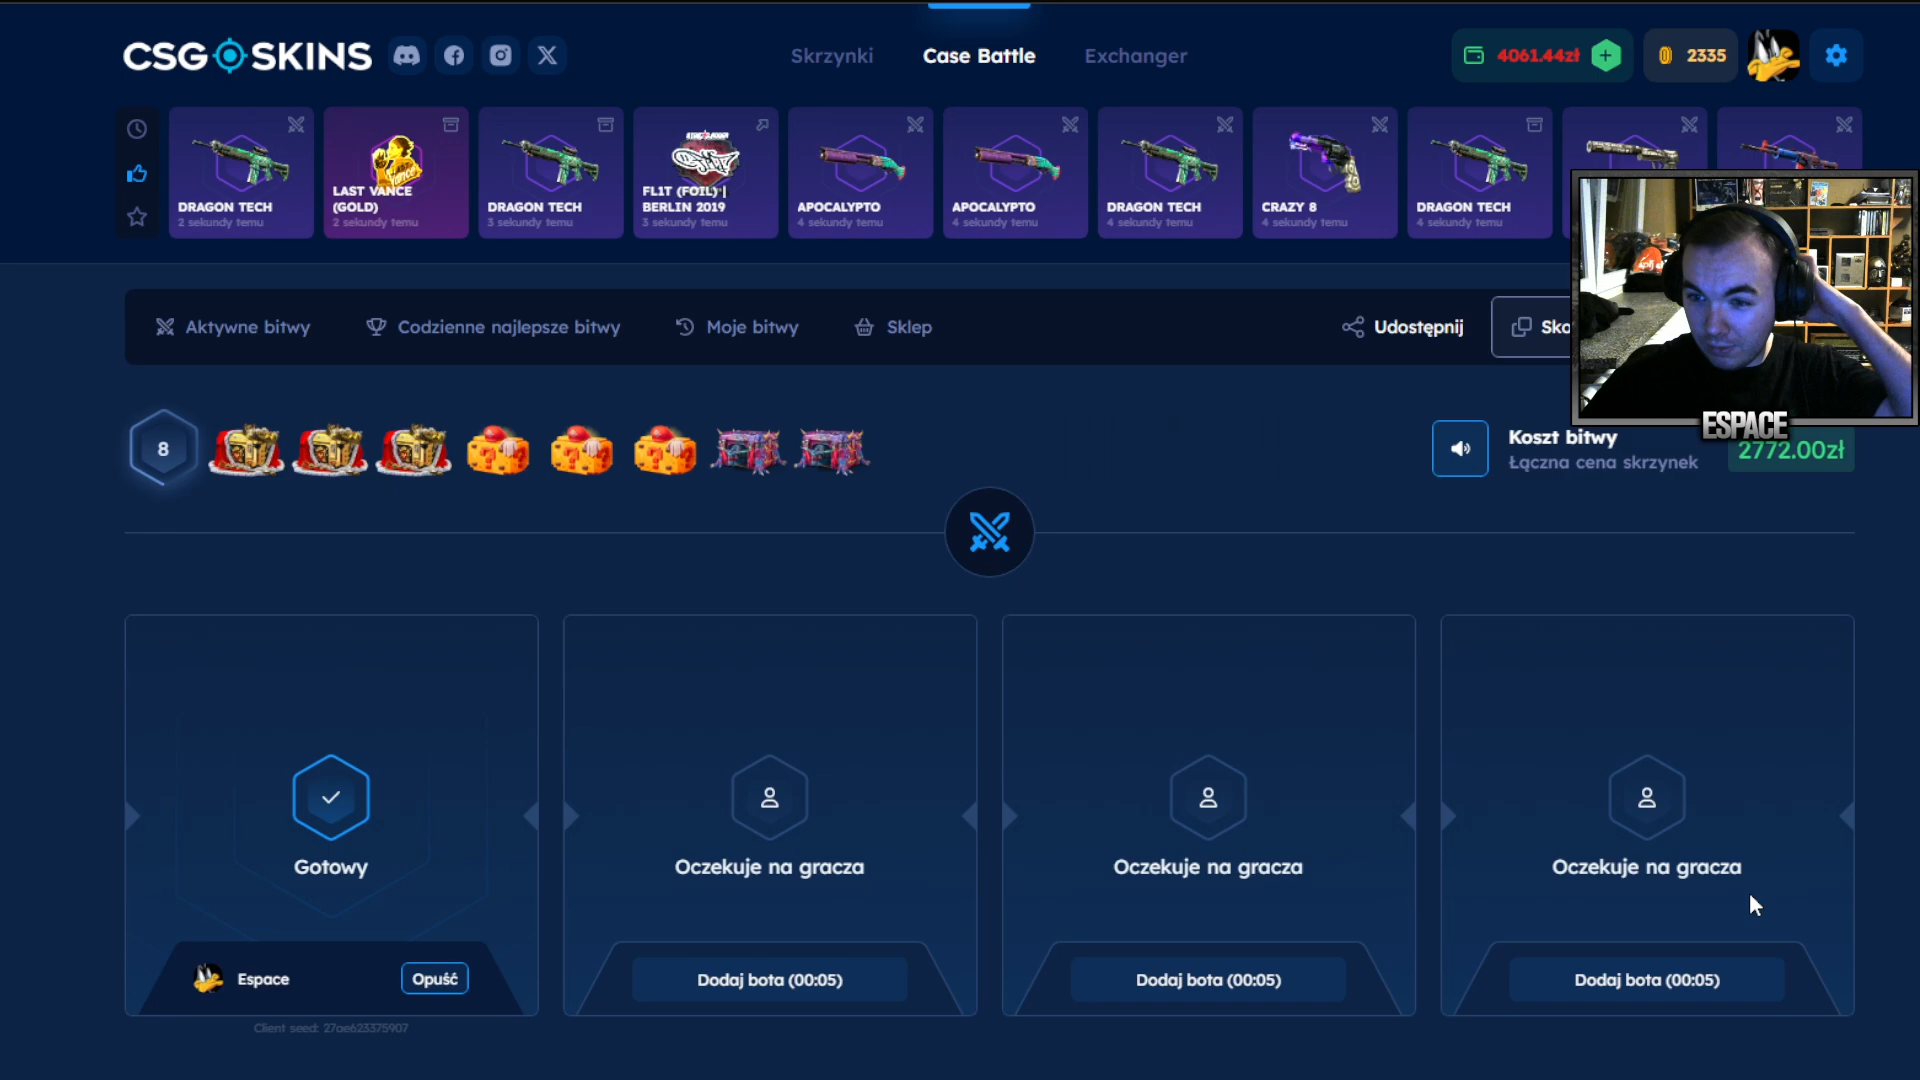 CSG SKINS
Skrzynki
Case Battle
Exchanger
4061.44zł
2335
DRAGON TECH
2 sekundy temu
LAST VANCE (GOLD)
2 sekundy temu
DRAGON TECH
3 sekundy temu
FL1T (FOIL) |
BERLIN 2019
3 sekundy temu
APOCALYPTO
4 sekundy temu
APOCALYPTO
4 sekundy temu
DRAGON TECH
4 sekundy temu
CRAZY 8
4 sekundy temu
DRAGON TECH
4 sekundy temu
Aktywne bitwy
Codzienne najlepsze bitwy
Moje bitwy
Sklep
Udostępnij
Sko
ESPACE
8
Koszt bitwy
Łączna cena skrzynek
2772.00zł
Gotowy
Oczekuje na gracza
Oczekuje na gracza
Oczekuje na gracza
Espace
Opuść
Dodaj bota (00:05)
Dodaj bota (00:05)
Dodaj bota (00:05)
Client seed: 27ae623375907